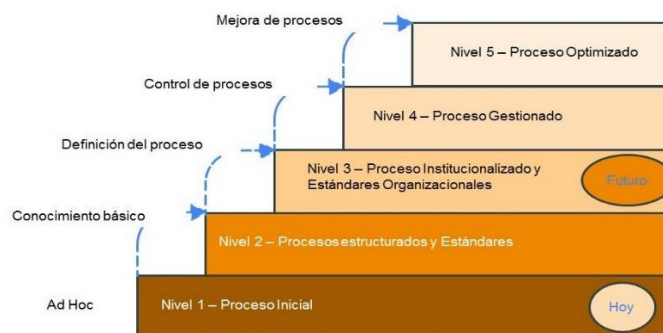 Mejora de procesos
Nivel 5 – Proceso Optimizado
Control de procesos
Nivel 4 – Proceso Gestionado
Definición del proceso
Nivel 3 – Proceso Institucionalizado y
Estándares Organizacionales
Futuro
Conocimiento básico
Nivel 2 – Procesos estructurados y Estándares
Ad Hoc
Nivel 1 – Proceso Inicial
Hoy